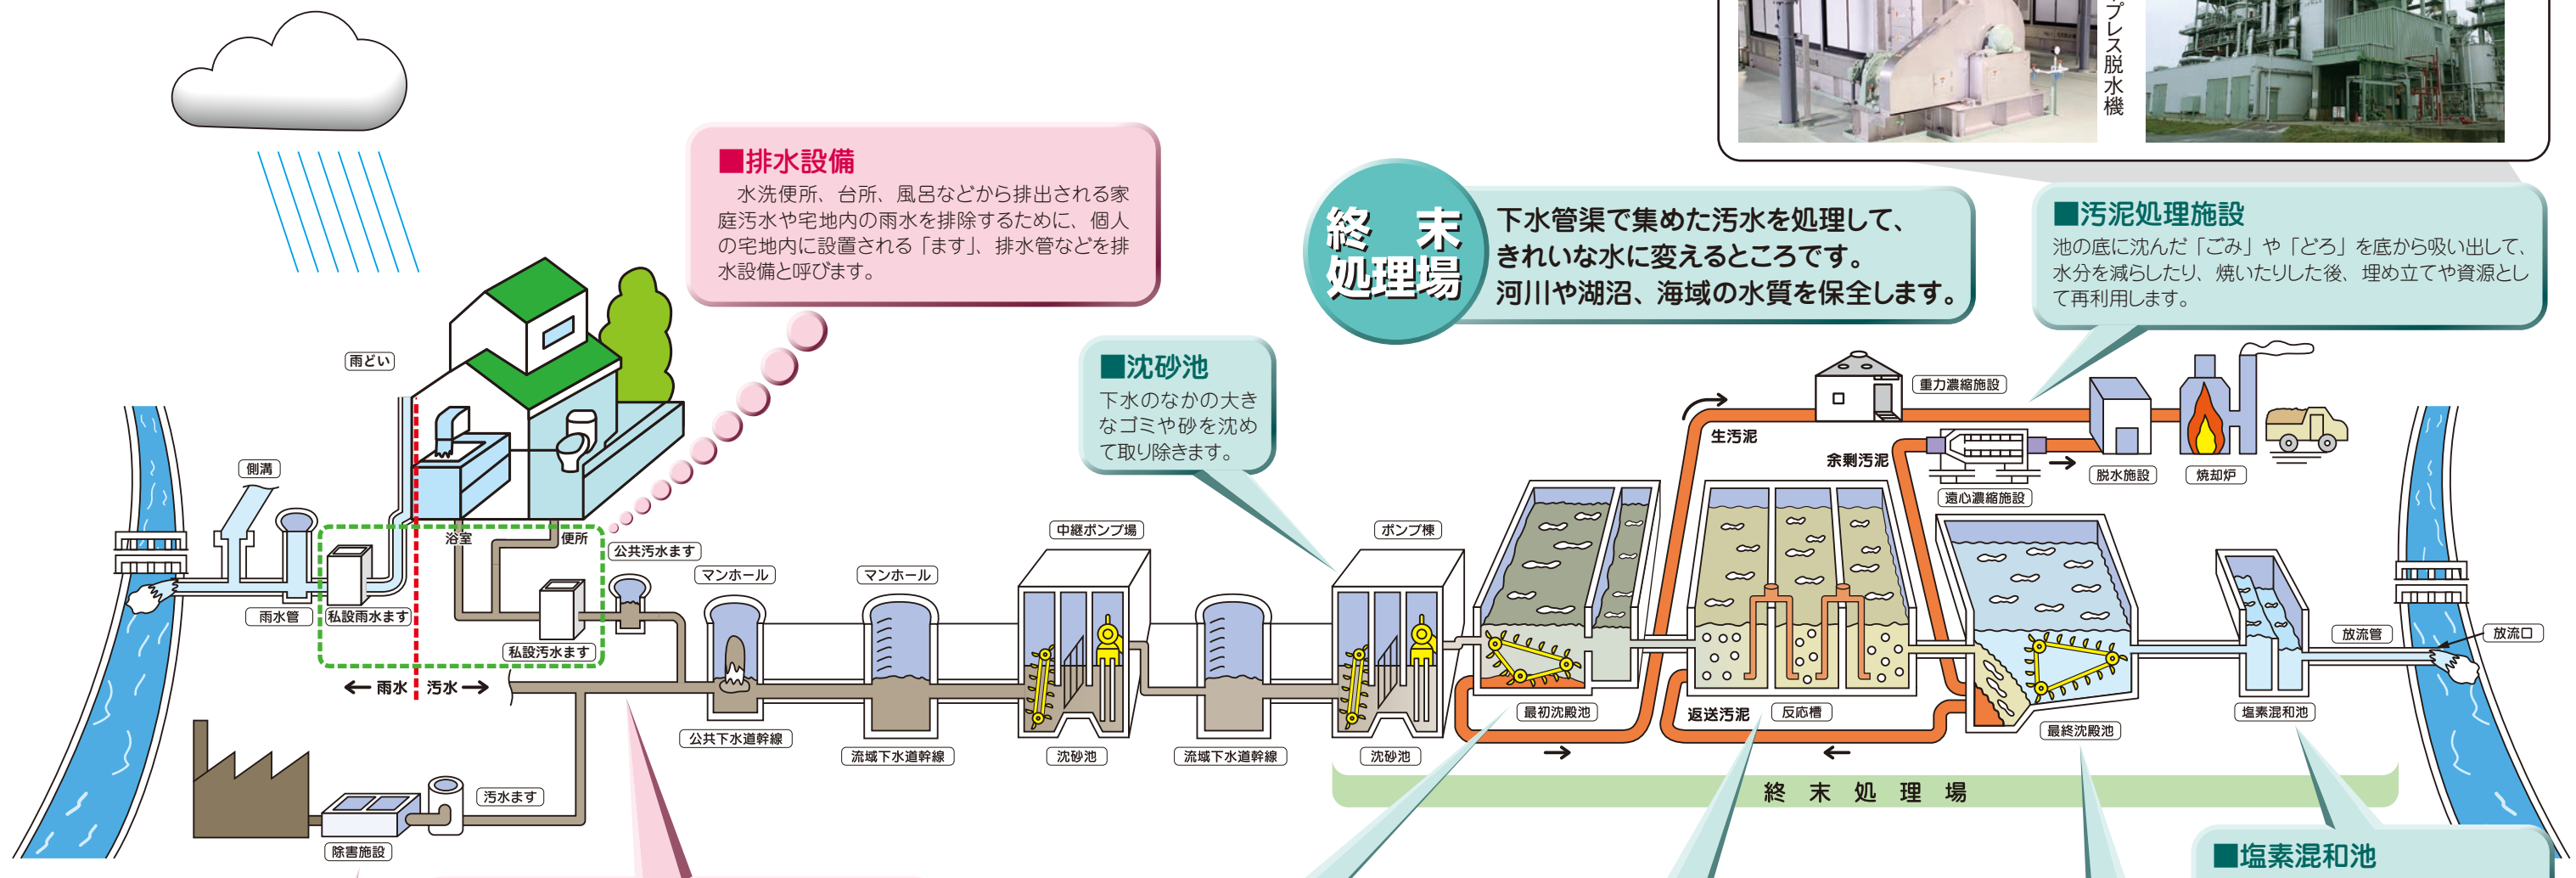 プレス脱水機
■排水設備
水洗便所、台所、風呂などから排出される家
庭汚水や宅地内の雨水を排除するために、個人
の宅地内に設置される「ます」、排水管などを排
水設備と呼びます。
終末
処理場
下水管渠で集めた汚水を処理して、
きれいな水に変えるところです。
河川や湖沼、海域の水質を保全します。
■汚泥処理施設
池の底に沈んだ「ごみ」や「どろ」を底から吸い出して、
水分を減らしたり、焼いたりした後、埋め立てや資源とし
て再利用します。
■沈砂池
下水のなかの大き
なゴミや砂を沈め
て取り除きます。
雨どい
側溝
雨水管
私設雨水ます
浴室
便所
私設汚水ます
公共汚水ます
← 雨水
汚水 →
マンホール
公共下水道幹線
マンホール
流域下水道幹線
中継ポンプ場
沈砂池
流域下水道幹線
ポンプ棟
沈砂池
最初沈殿池
生汚泥
重力濃縮施設
余剰汚泥
遠心濃縮施設
脱水施設
焼却炉
返送汚泥
反応槽
最終沈殿池
塩素混和池
放流管
放流口
終末処理場
汚水ます
除害施設
■塩素混和池